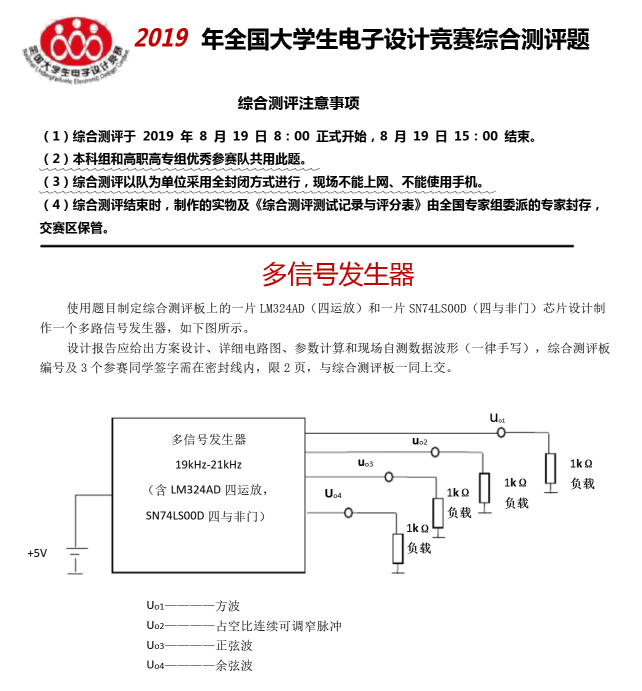 全国大学生电子设计竞赛
2019 年全国大学生电子设计竞赛综合测评题
综合测评注意事项
（1）综合测评于 2019 年 8 月 19 日 8：00 正式开始，8 月 19 日 15：00 结束。
（2）本科组和高职高专组优秀参赛队共用此题。
（3）综合测评以队为单位采用全封闭方式进行，现场不能上网、不能使用手机。
（4）综合测评结束时，制作的实物及《综合测评测试记录与评分表》由全国专家组委派的专家封存，
交赛区保管。
多信号发生器
使用题目制定综合测评板上的一片 LM324AD（四运放）和一片 SN74LS00D（四与非门）芯片设计制
作一个多路信号发生器，如下图所示。
设计报告应给出方案设计、详细电路图、参数计算和现场自测数据波形（一律手写），综合测评板
编号及 3 个参赛同学签字需在密封线内，限 2 页，与综合测评板一同上交。
多信号发生器
19kHz-21kHz
（含 LM324AD 四运放，
SN74LS00D 四与非门）
+5V
Uo1
uo2
uo3
Uo4
1k Ω
负载
1k Ω
负载
1k Ω
负载
1k Ω
负载
Uo1————方波
Uo2————占空比连续可调窄脉冲
Uo3————正弦波
Uo4————余弦波